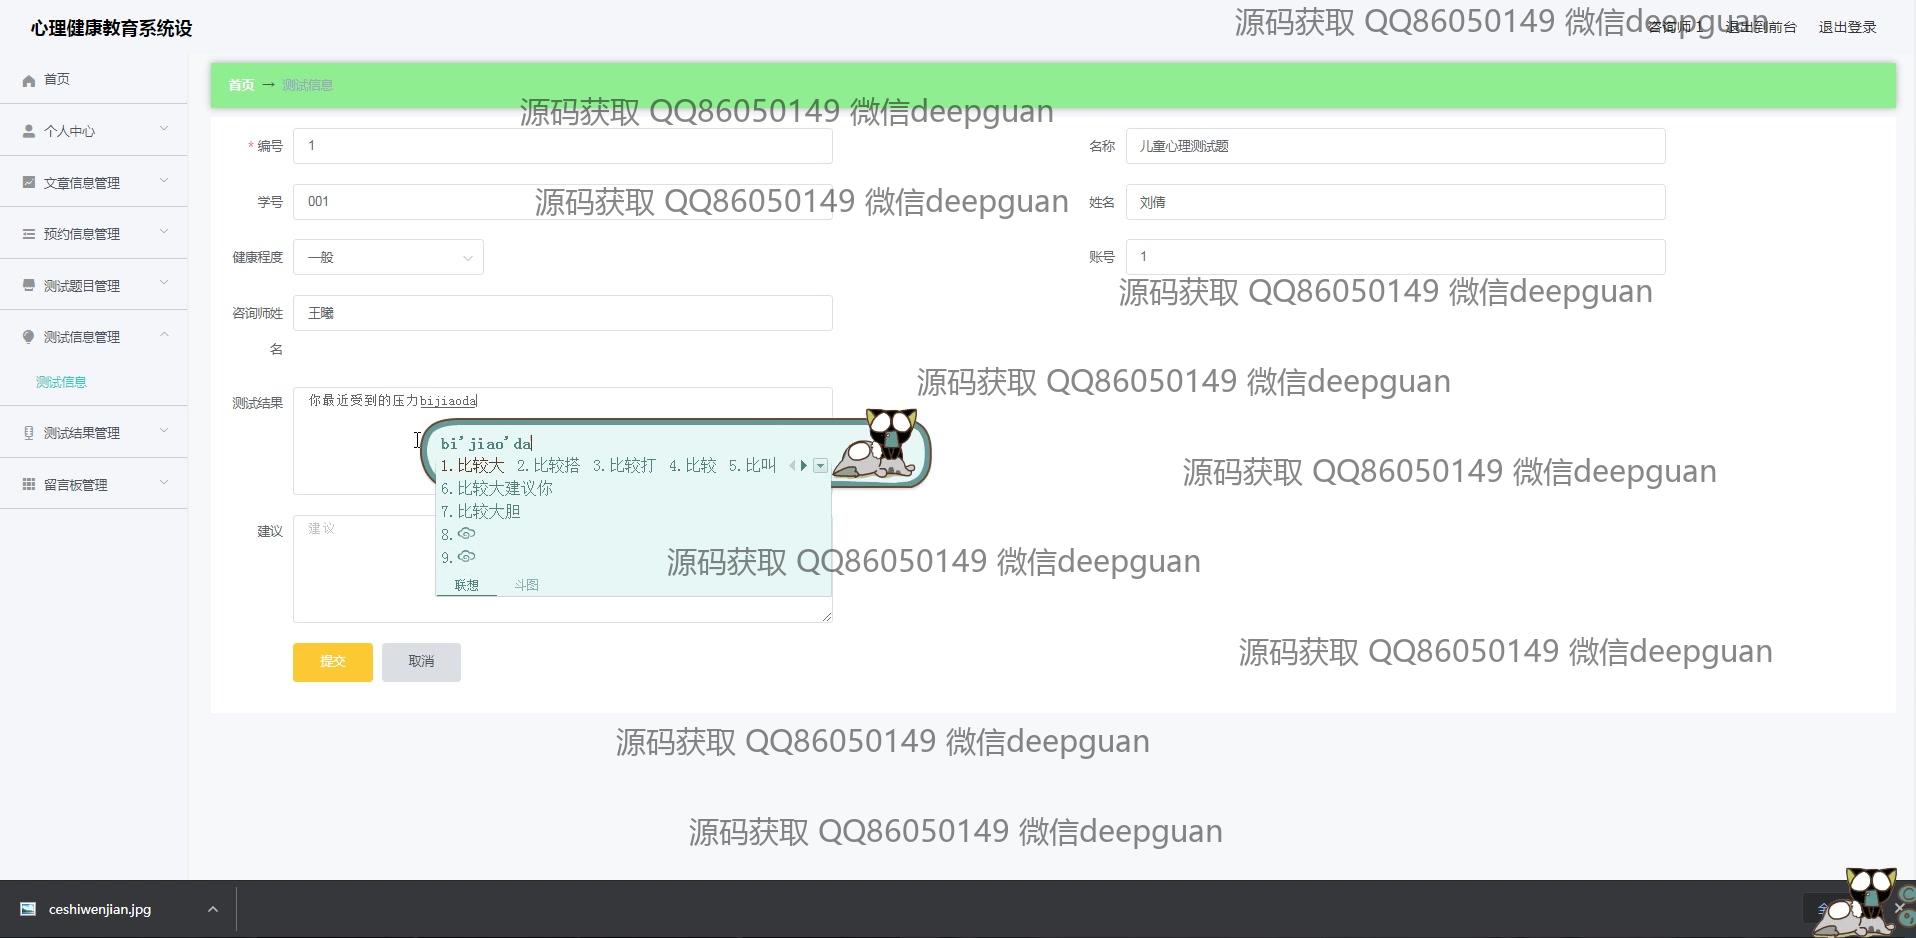 源码获取 QQ86050149 微信deepguan
心理健康教育系统设
咨询师 1 退出到前台 退出登录
首页
首页 → 测试信息
源码获取 QQ86050149 微信deepguan
个人中心
* 编号 1
名称 儿童心理测试题
文章信息管理
学号 001
源码获取 QQ86050149 微信deepguan
姓名 刘倩
预约信息管理
健康程度 一般
账号 1
测试题目管理
源码获取 QQ86050149 微信deepguan
咨询师姓名 王曦
测试信息管理
测试信息
源码获取 QQ86050149 微信deepguan
测试结果 你最近受到的压力bijiaoda
测试结果管理
bi'jiao'da
1.比较大 2.比较搭 3.比较打 4.比较 5.比叫
6.比较大建议你
7.比较大胆
8.
9.
联想 斗图
源码获取 QQ86050149 微信deepguan
留言板管理
建议 建议
源码获取 QQ86050149 微信deepguan
提交 取消
源码获取 QQ86050149 微信deepguan
源码获取 QQ86050149 微信deepguan
源码获取 QQ86050149 微信deepguan
ceshiwenjian.jpg